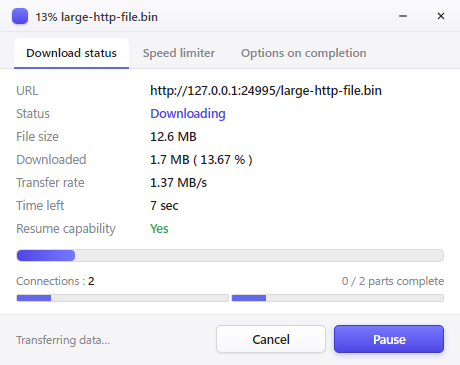 13% large-http-file.bin
Download status Speed limiter Options on completion
URL http://127.0.0.1:24995/large-http-file.bin
Status Downloading
File size 12.6 MB
Downloaded 1.7 MB ( 13.67 % )
Transfer rate 1.37 MB/s
Time left 7 sec
Resume capability Yes
Connections : 2 0 / 2 parts complete
Transferring data... Cancel Pause